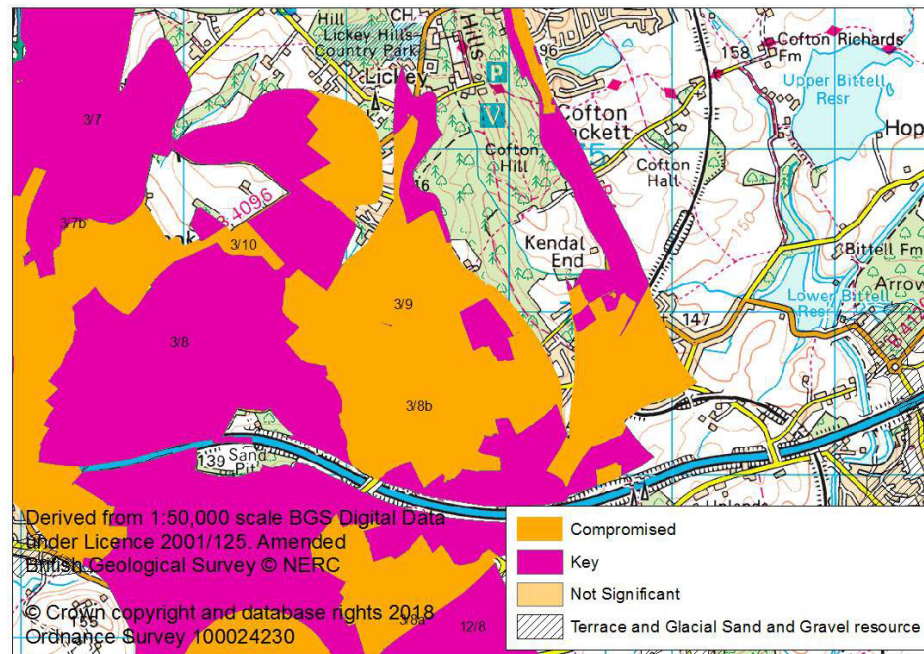 Hill
CH
Lickey Hills
Country Park
Hills
Lickey
96
158
Cofton Richards
Fm
Upper Bittell
Resr
P
V
3/7
Cofton
Hackett
Hop
Cofton
Hill
Cofton
Hall
16
B 4096
150
3/7b
3/10
Kendal
End
Bittell Fm
Arrow
3/9
Lower Bittell
Resr
147
3/8
3/8b
139
Sand
Pit
Derived from 1:50,000 scale BGS Digital Data
under Licence 2001/125. Amended
British Geological Survey © NERC
© Crown copyright and database rights 2018
Ordnance Survey 100024230
155
3/8a
12/8
Compromised
Key
Not Significant
Terrace and Glacial Sand and Gravel resource